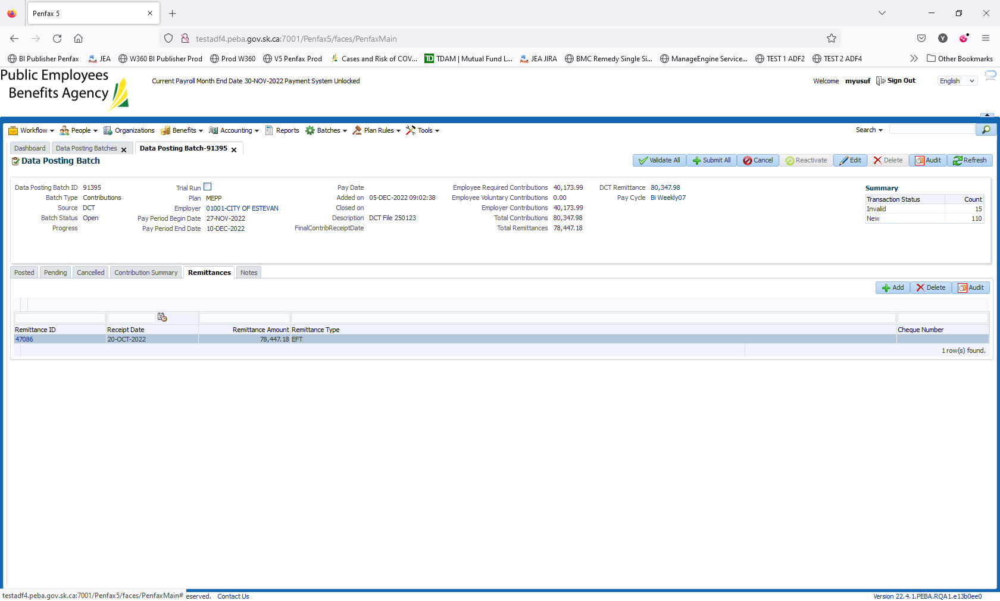 Penfax 5
testadf4.peba.gov.sk.ca:7001/Penfax5/faces/PenfaxMain
BI Publisher Penfax JEA W360 BI Publisher Prod Prod W360 V5 Penfax Prod Cases and Risk of COV... TDAM | Mutual Fund L... JEA JIRA BMC Remedy Single Si... ManageEngine Service... TEST 1 ADF2 TEST 2 ADF4 Other Bookmarks
Public Employees
Benefits Agency
Current Payroll Month End Date 30-NOV-2022 Payment System Unlocked
Welcome myusuf Sign Out English
Workflow People Organizations Benefits Accounting Reports Batches Plan Rules Tools Search
Dashboard Data Posting Batches Data Posting Batch-91395
Data Posting Batch
Validate All Submit All Cancel Reactivate Edit Delete Audit Refresh
Data Posting Batch ID 91395
Batch Type Contributions
Source DCT
Batch Status Open
Progress
Trial Run
Plan MEPP
Employer 01001-CITY OF ESTEVAN
Pay Period Begin Date 27-NOV-2022
Pay Period End Date 10-DEC-2022
Pay Date
Added on 05-DEC-2022 09:02:38
Closed on
Description DCT File 250123
FinalContribReceiptDate
Employee Required Contributions 40,173.99
Employee Voluntary Contributions 0.00
Employer Contributions 40,173.99
Total Contributions 80,347.98
Total Remittances 78,447.18
DCT Remittance 80,347.98
Pay Cycle Bi Weekly07
Summary
Transaction Status Count
Invalid 15
New 110
Posted Pending Cancelled Contribution Summary Remittances Notes
Add Delete Audit
Remittance ID Receipt Date Remittance Amount Remittance Type Cheque Number
47086 20-OCT-2022 78,447.18 EFT
1 row(s) found.
testadf4.peba.gov.sk.ca:7001/Penfax5/faces/PenfaxMain# eserved. Contact Us
Version 22.4.1.PEBA.RQA1.e13b0ee0